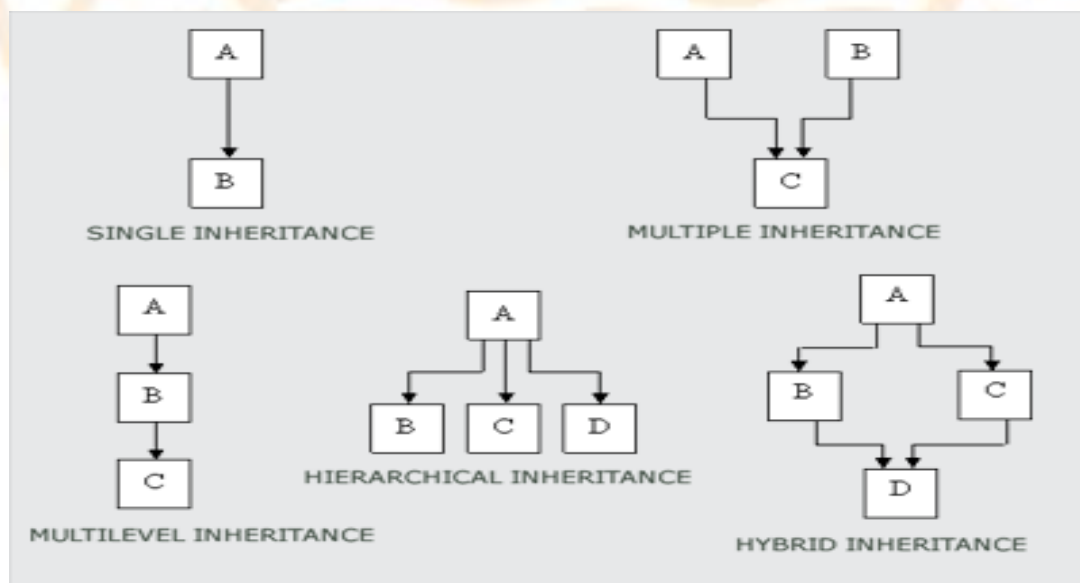 A
B
SINGLE INHERITANCE
A B
C
MULTIPLE INHERITANCE
A
B
C
MULTILEVEL INHERITANCE
A
B C D
HIERARCHICAL INHERITANCE
A
B C
D
HYBRID INHERITANCE